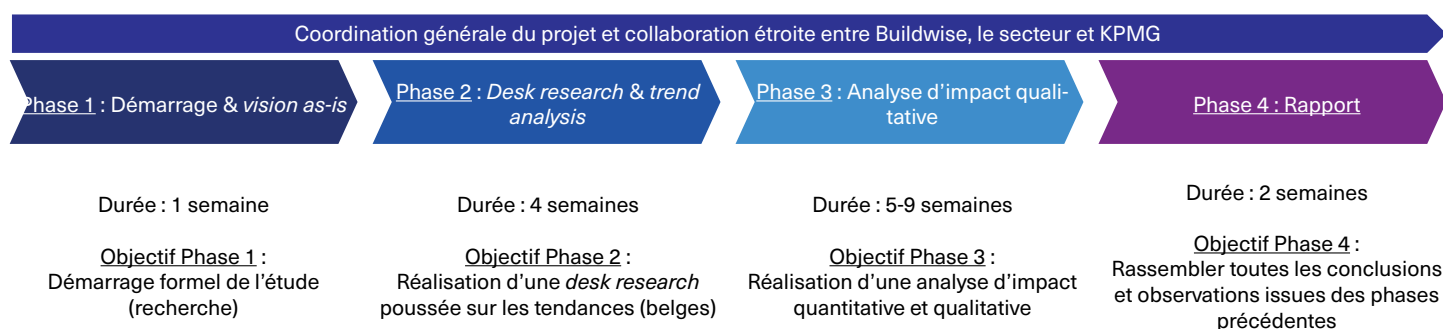 Coordination générale du projet et collaboration étroite entre Buildwise, le secteur et KPMG
Phase 1 : Démarrage & vision as-is
Phase 2 : Desk research & trend
analysis
Phase 3 : Analyse d’impact quali-
tative
Phase 4 : Rapport
Durée : 1 semaine
Objectif Phase 1 :
Démarrage formel de l’étude
(recherche)
Durée : 4 semaines
Objectif Phase 2 :
Réalisation d’une desk research
poussée sur les tendances (belges)
Durée : 5-9 semaines
Objectif Phase 3 :
Réalisation d’une analyse d’impact
quantitative et qualitative
Durée : 2 semaines
Objectif Phase 4 :
Rassembler toutes les conclusions
et observations issues des phases
précédentes